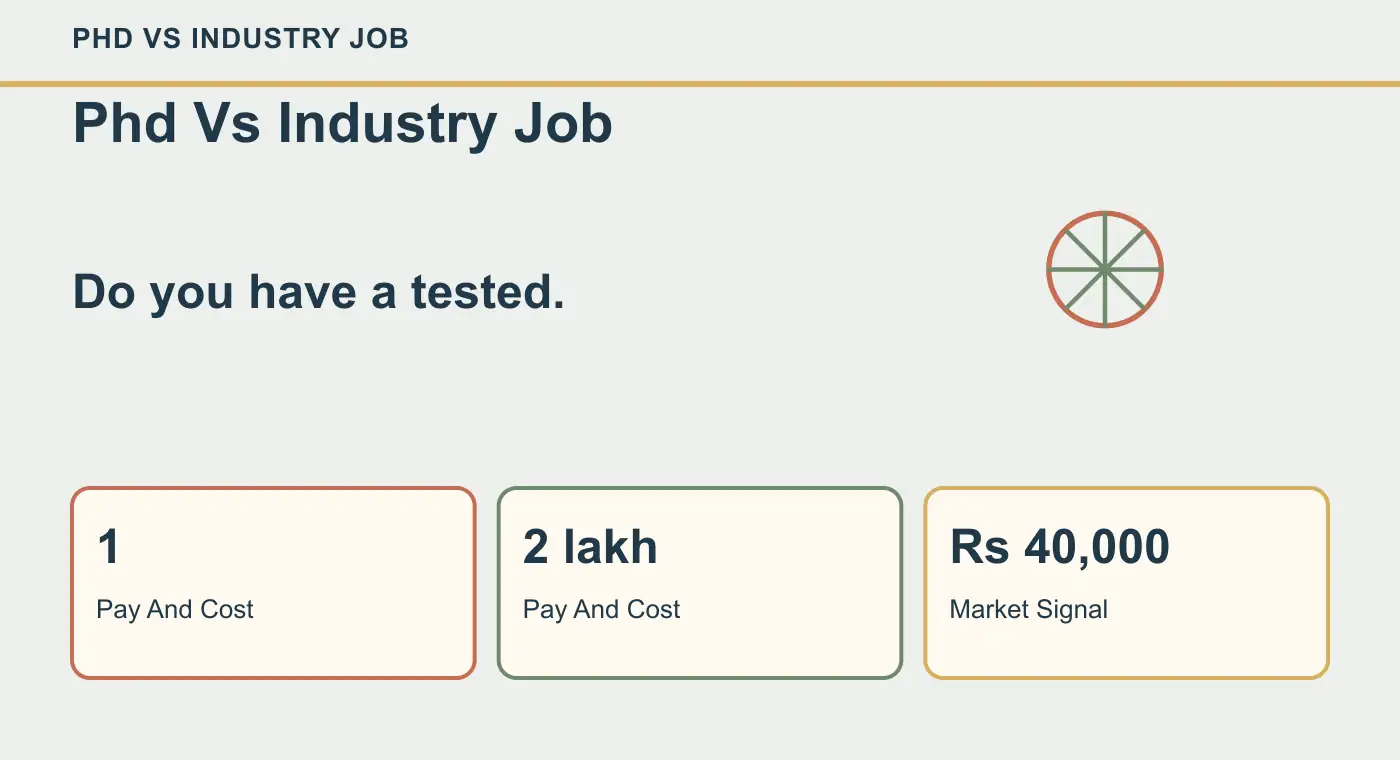 PHD VS INDUSTRY JOB
Phd Vs Industry Job
Do you have a tested.
1
Pay And Cost
2 lakh
Pay And Cost
Rs 40,000
Market Signal